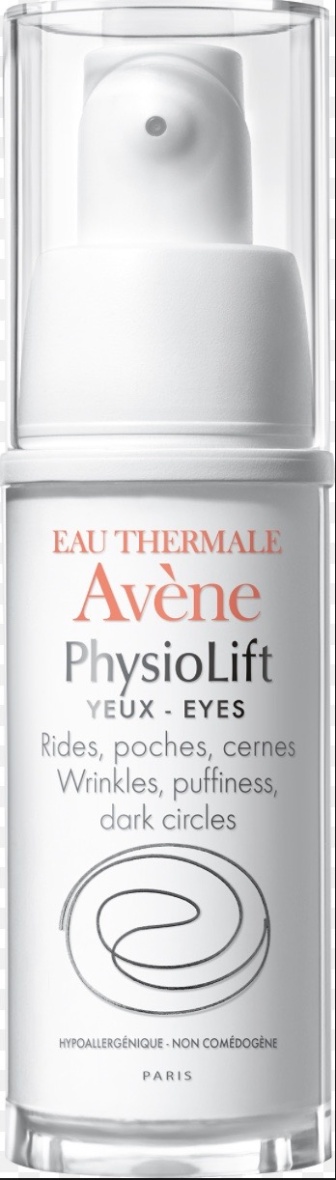 EAU THERMALE
Avène
PhysioLift
YEUX - EYES
Rides, poches, cernes
Wrinkles, puffiness,
dark circles
HYPOALLERGÉNIQUE - NON COMÉDOGÈNE
PARIS